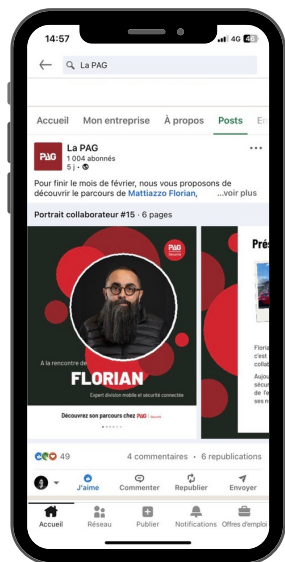 14:57
4G 48
La PAG
Accueil Mon entreprise À propos Posts
PAG
La PAG
1 004 abonnés
5 j
Pour finir le mois de février, nous vous proposons de
découvrir le parcours de Mattiazzo Florian, ...voir plus
Portrait collaborateur #15 · 6 pages
PAG
Sécurité
A la rencontre de
FLORIAN
Expert division mobile et sécurité connectée
Découvrez son parcours chez PAG
Aujou
49
4 commentaires • 6 republications
J'aime Commenter Republier Envoyer
Accueil Réseau Publier Notifications Offres d'emploi